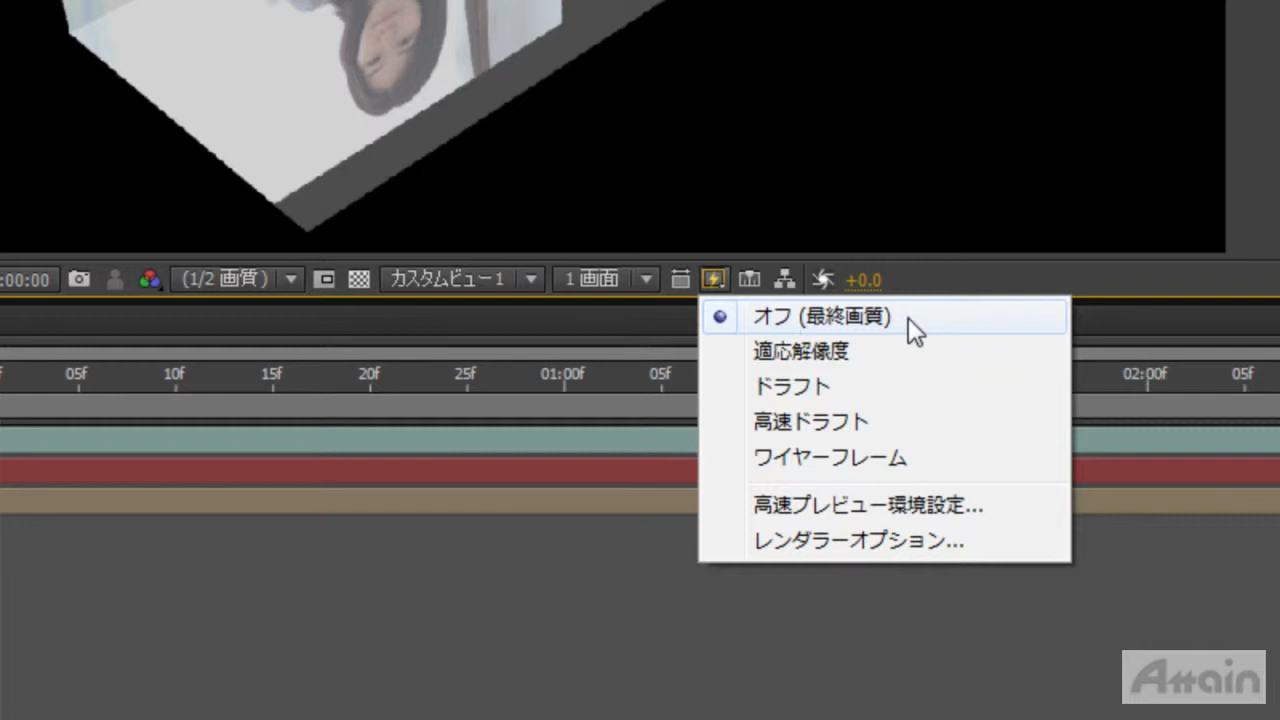 :00:00 (1/2 画質) カスタムビュー1 1 画面 +0.0
オフ (最終画質)
適応解像度
f 05f 10f 15f 20f 25f 01:00f 05f 02:00f 05f
ドラフト
高速ドラフト
ワイヤーフレーム
高速プレビュー環境設定...
レンダラーオプション...
Attain